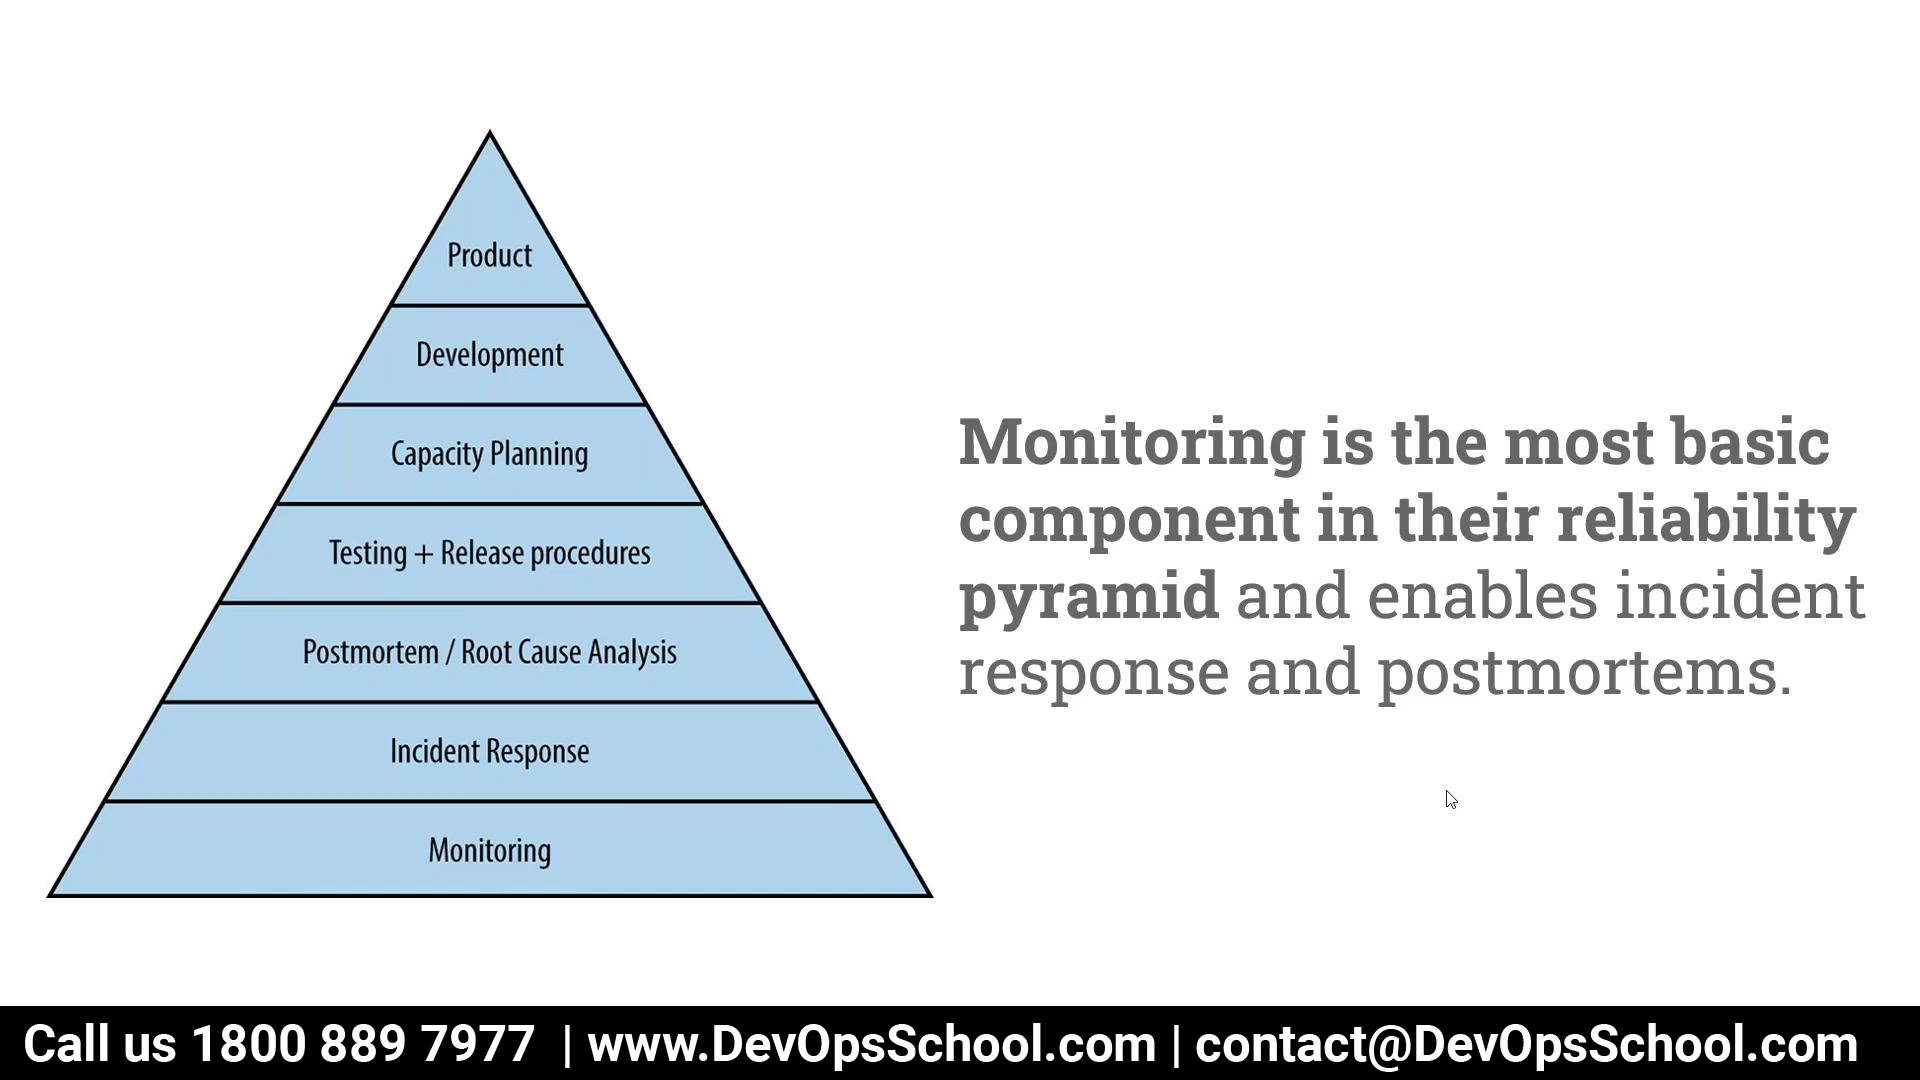 Product
Development
Capacity Planning
Testing + Release procedures
Postmortem / Root Cause Analysis
Incident Response
Monitoring
Monitoring is the most basic
component in their reliability
pyramid and enables incident
response and postmortems.
Call us 1800 889 7977 | www.DevOpsSchool.com | contact@DevOpsSchool.com